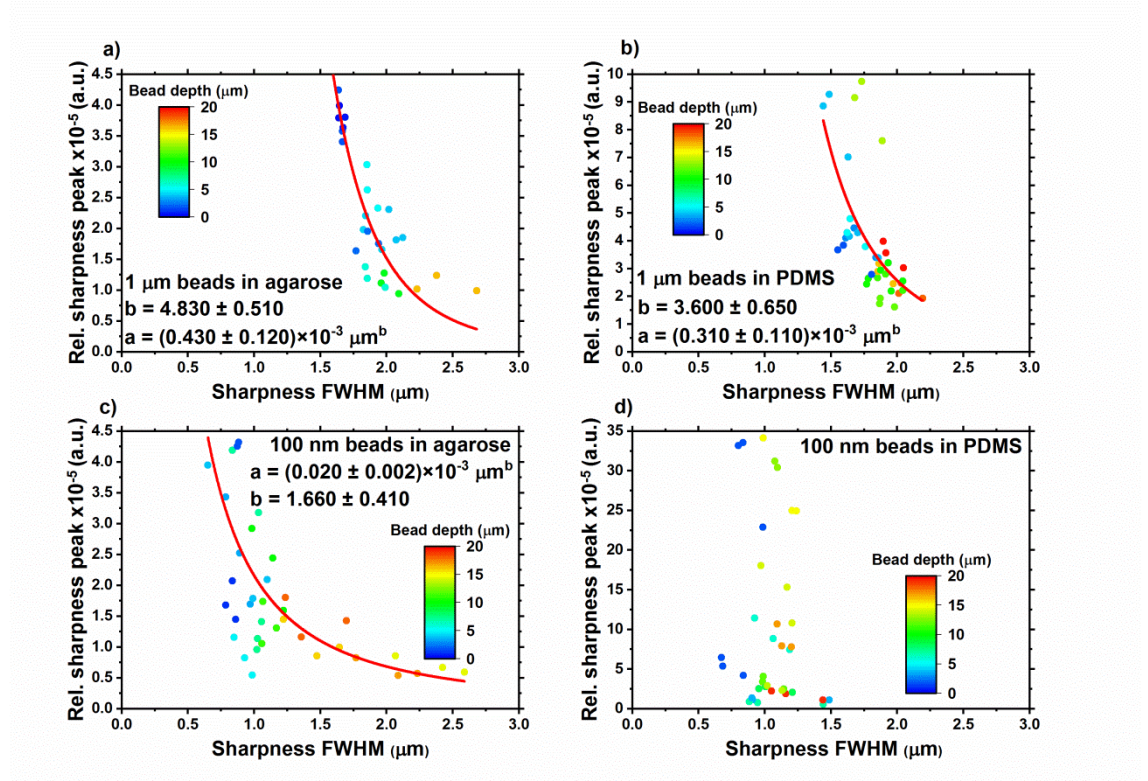 a)
Rel. sharpness peak x10⁻⁵ (a.u.)
4.5
4.0
3.5
3.0
2.5
2.0
1.5
1.0
0.5
0.0
Bead depth (μm)
20
15
10
5
0
1 μm beads in agarose
b = 4.830 ± 0.510
a = (0.430 ± 0.120)×10⁻³ μmᵇ
0.0 0.5 1.0 1.5 2.0 2.5 3.0
Sharpness FWHM (μm)
b)
Rel. sharpness peak x10⁻⁵ (a.u.)
10
9
8
7
6
5
4
3
2
1
0
Bead depth (μm)
20
15
10
5
0
1 μm beads in PDMS
b = 3.600 ± 0.650
a = (0.310 ± 0.110)×10⁻³ μmᵇ
0.0 0.5 1.0 1.5 2.0 2.5 3.0
Sharpness FWHM (μm)
c)
Rel. sharpness peak x10⁻⁵ (a.u.)
4.5
4.0
3.5
3.0
2.5
2.0
1.5
1.0
0.5
0.0
100 nm beads in agarose
a = (0.020 ± 0.002)×10⁻³ μmᵇ
b = 1.660 ± 0.410
Bead depth (μm)
20
15
10
5
0
0.0 0.5 1.0 1.5 2.0 2.5 3.0
Sharpness FWHM (μm)
d)
Rel. sharpness peak x10⁻⁵ (a.u.)
35
30
25
20
15
10
5
0
100 nm beads in PDMS
Bead depth (μm)
20
15
10
5
0
0.0 0.5 1.0 1.5 2.0 2.5 3.0
Sharpness FWHM (μm)